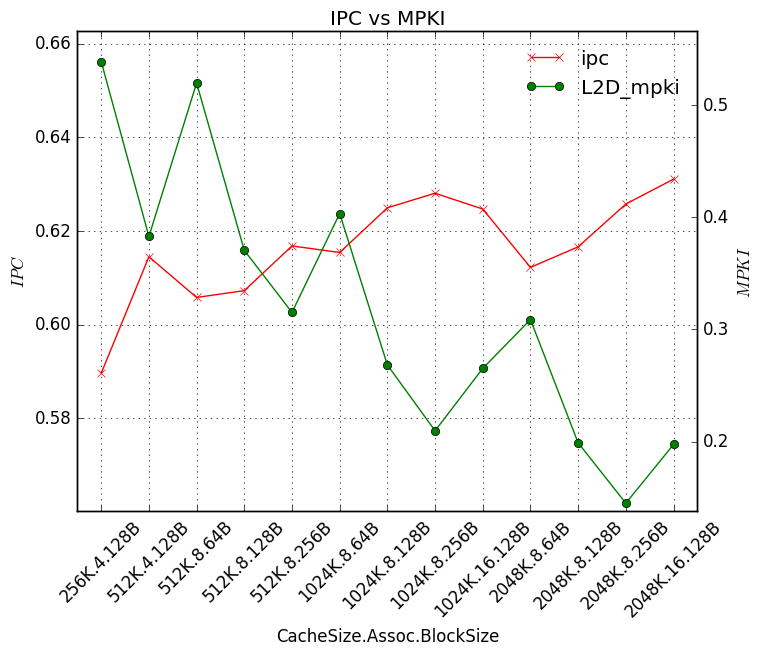 IPC vs MPKI
ipc
L2D_mpki
0.66
0.64
0.62
0.60
0.58
IPC
0.5
0.4
0.3
0.2
MPKI
256K.4.128B
512K.4.128B
512K.8.64B
512K.8.128B
512K.8.256B
1024K.8.64B
1024K.8.128B
1024K.8.256B
1024K.16.128B
2048K.8.64B
2048K.8.128B
2048K.8.256B
2048K.16.128B
CacheSize.Assoc.BlockSize